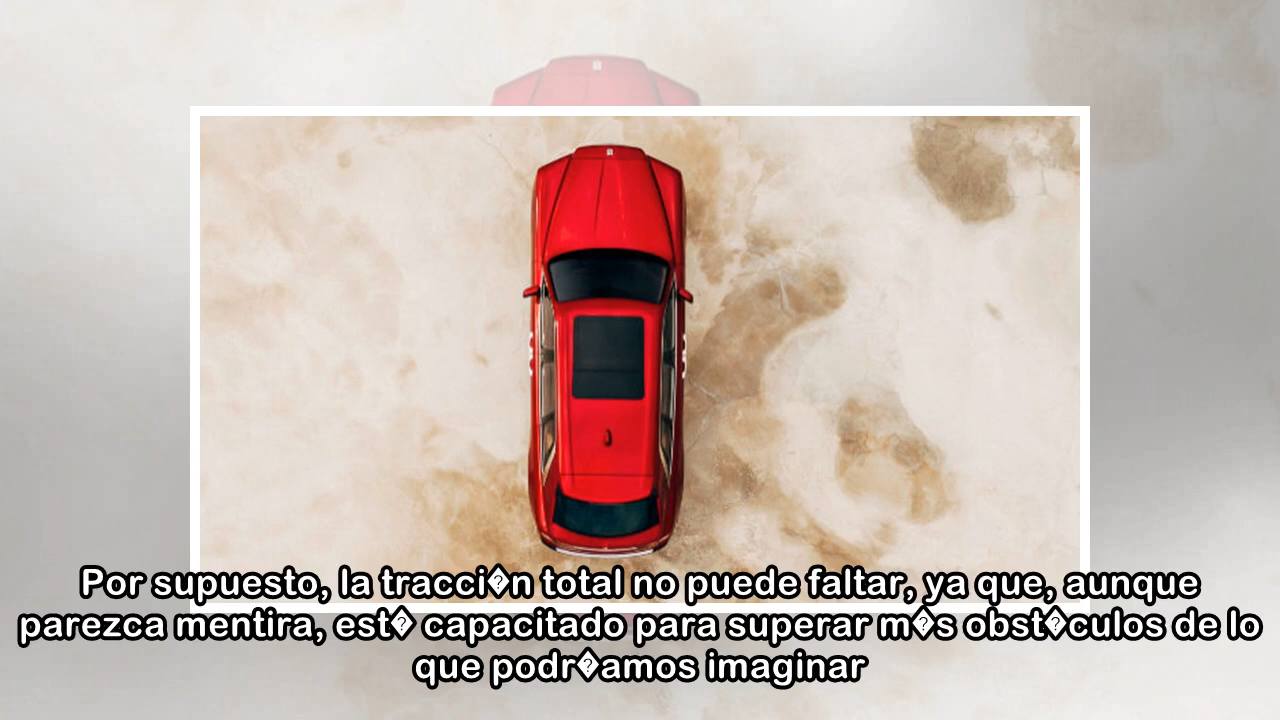 Por supuesto, la tracci�n total no puede faltar, ya que, aunque
parezca mentira, est� capacitado para superar m�s obst�culos de lo
que podr�amos imaginar